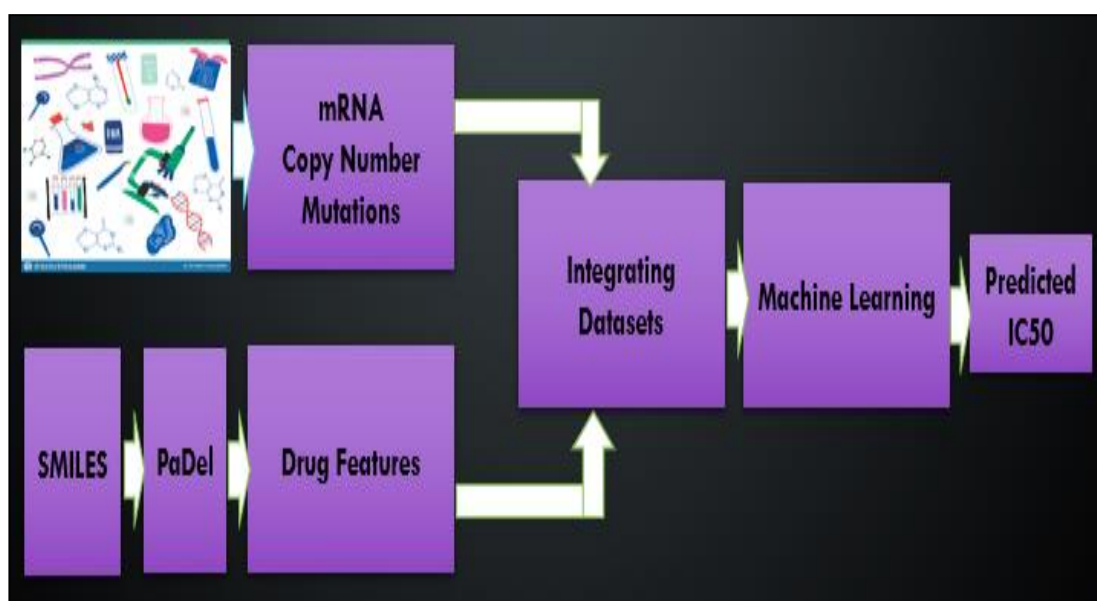 mRNA
Copy Number
Mutations
Integrating
Datasets
Machine Learning
Predicted
IC50
SMILES
PaDel
Drug Features